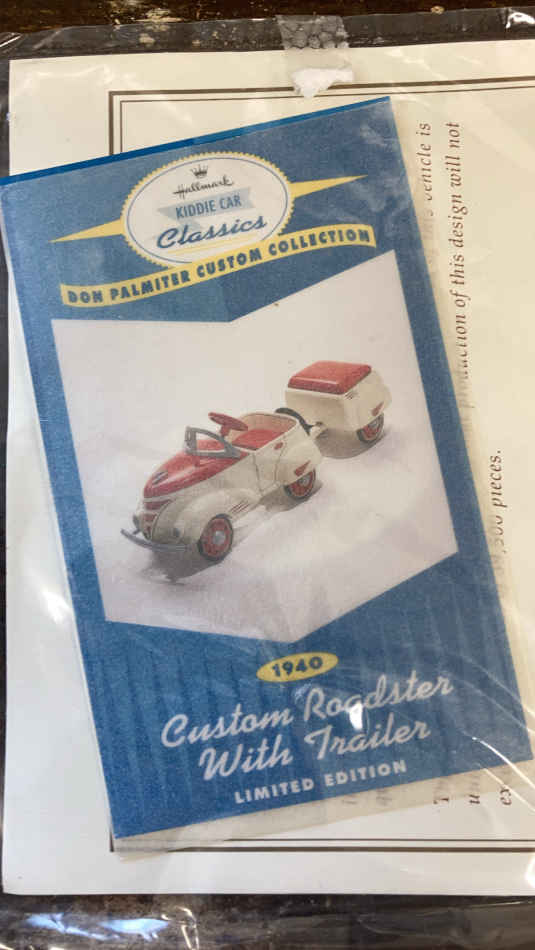 Hallmark
KIDDIE CAR
Classics
DON PALMITER CUSTOM COLLECTION
1940
Custom Roadster
With Trailer
LIMITED EDITION
vehicle is
production of this design will not
,500 pieces.